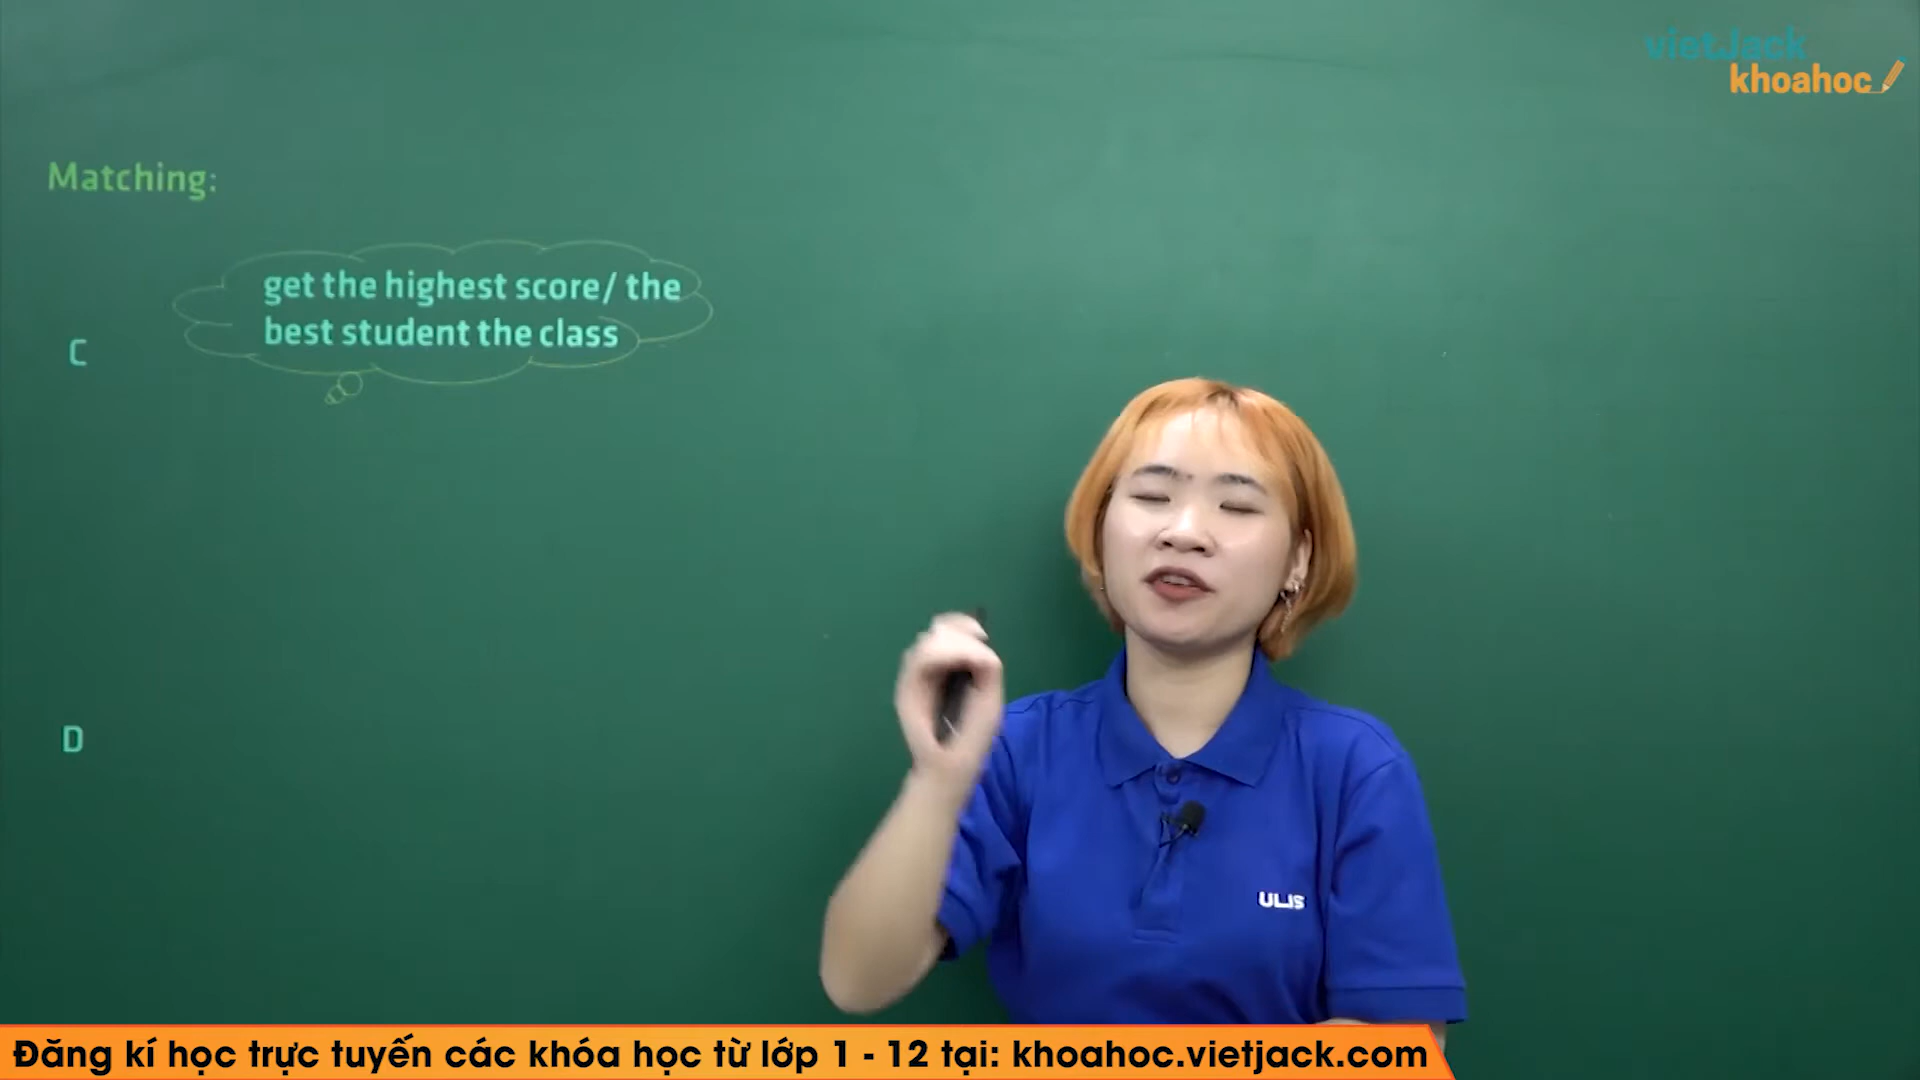 vietJack
khoahoc
Matching:
get the highest score/ the
best student the class
C
D
ULIS
Đăng kí học trực tuyến các khóa học từ lớp 1 - 12 tại: khoahoc.vietjack.com